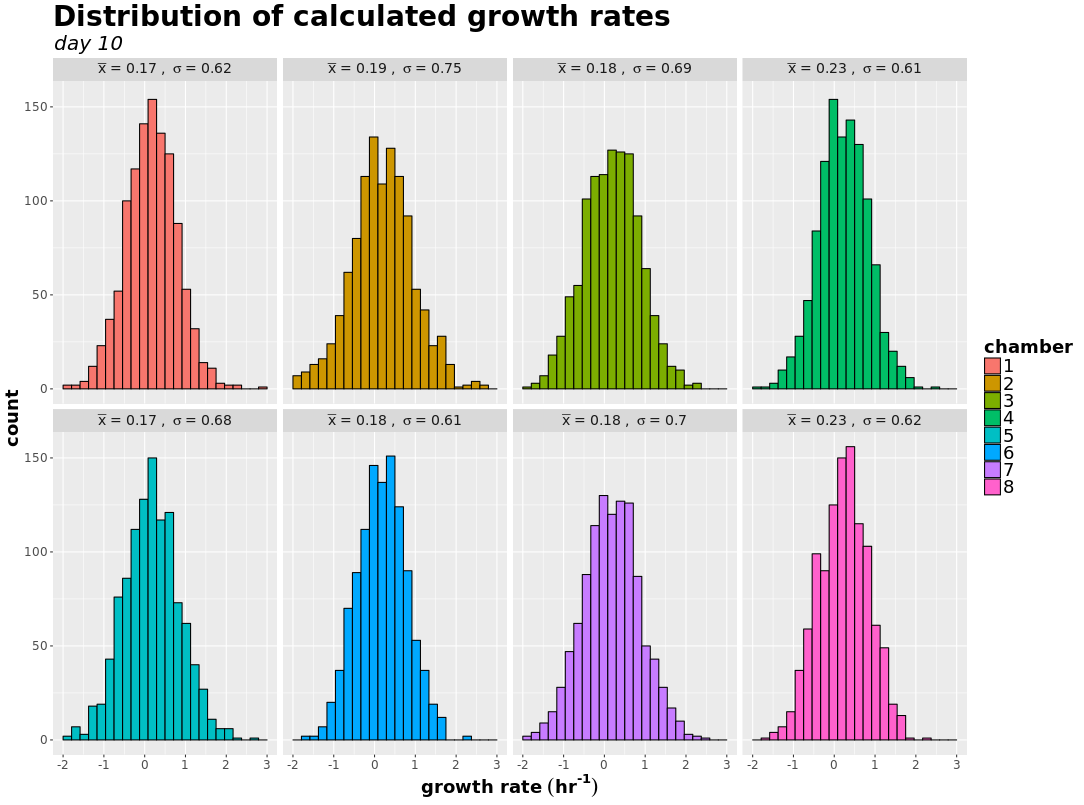 Distribution of calculated growth rates
day 10
x̅ = 0.17 , σ = 0.62
x̅ = 0.19 , σ = 0.75
x̅ = 0.18 , σ = 0.69
x̅ = 0.23 , σ = 0.61
150
100
50
0
x̅ = 0.17 , σ = 0.68
x̅ = 0.18 , σ = 0.61
x̅ = 0.18 , σ = 0.7
x̅ = 0.23 , σ = 0.62
150
100
50
0
-2 -1 0 1 2 3
-2 -1 0 1 2 3
-2 -1 0 1 2 3
-2 -1 0 1 2 3
count
growth rate (hr⁻¹)
chamber
1
2
3
4
5
6
7
8